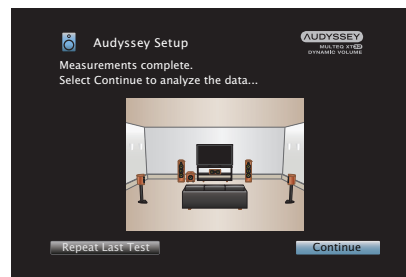 Audyssey Setup
AUDYSSEY
MULTEQ XT32
DYNAMIC VOLUME
Measurements complete.
Select Continue to analyze the data...
Repeat Last Test
Continue